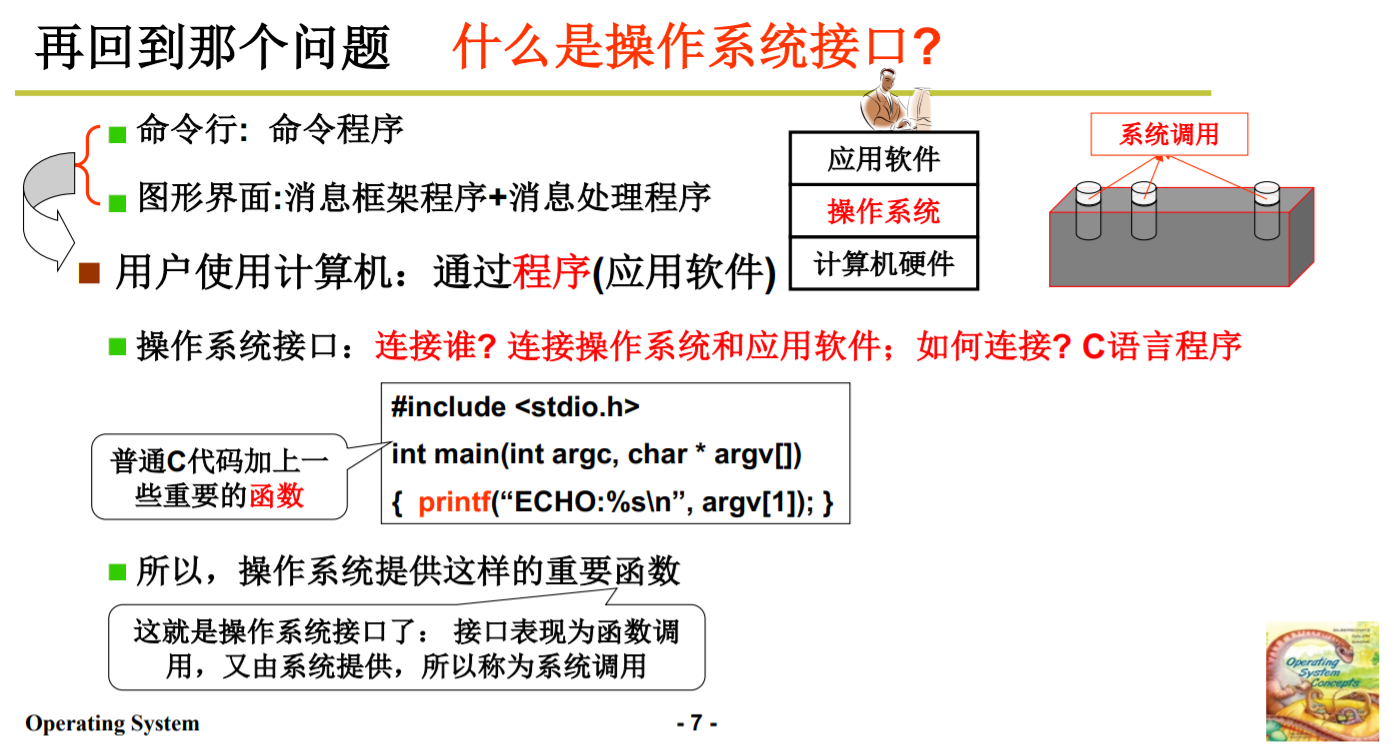 再回到那个问题 什么是操作系统接口?
命令行: 命令程序
图形界面:消息框架程序+消息处理程序
应用软件
操作系统
计算机硬件
系统调用
用户使用计算机：通过程序(应用软件)
操作系统接口：连接谁? 连接操作系统和应用软件；如何连接? C语言程序
#include <stdio.h>
int main(int argc, char * argv[])
{ printf(“ECHO:%s\n”, argv[1]); }
普通C代码加上一
些重要的函数
所以，操作系统提供这样的重要函数
这就是操作系统接口了： 接口表现为函数调
用，又由系统提供，所以称为系统调用
Operating
System
Concepts
Operating System
- 7 -